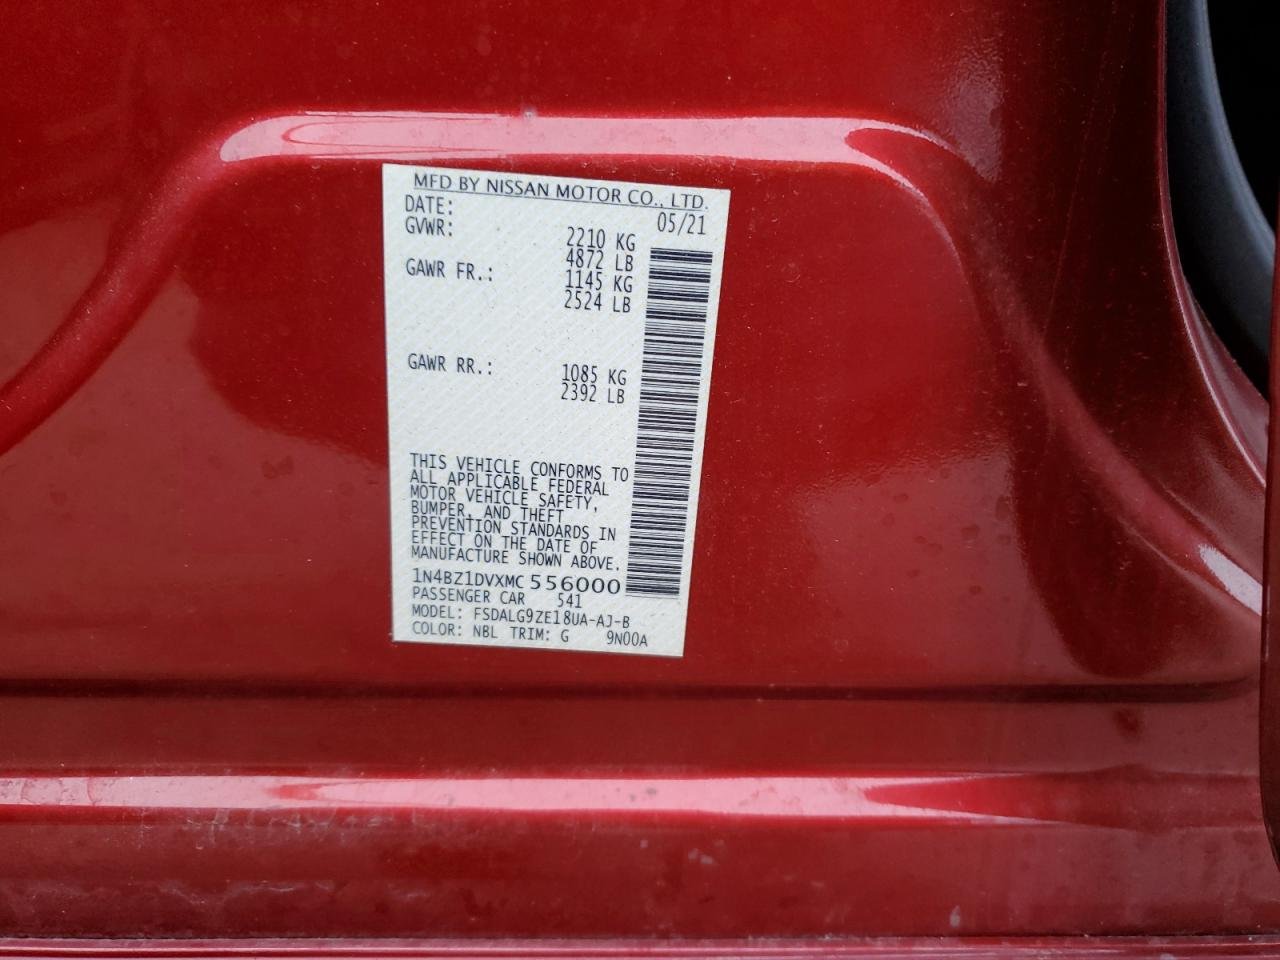 MFD BY NISSAN MOTOR CO., LTD.
DATE: 05/21
GVWR: 2210 KG
4872 LB
GAWR FR.: 1145 KG
2524 LB
GAWR RR.: 1085 KG
2392 LB
THIS VEHICLE CONFORMS TO
ALL APPLICABLE FEDERAL
MOTOR VEHICLE SAFETY,
BUMPER, AND THEFT
PREVENTION STANDARDS IN
EFFECT ON THE DATE OF
MANUFACTURE SHOWN ABOVE.
1N4BZ1DVXMC 556000
PASSENGER CAR 541
MODEL: FSDALG9ZE18UA-AJ-B
COLOR: NBL TRIM: G 9N00A